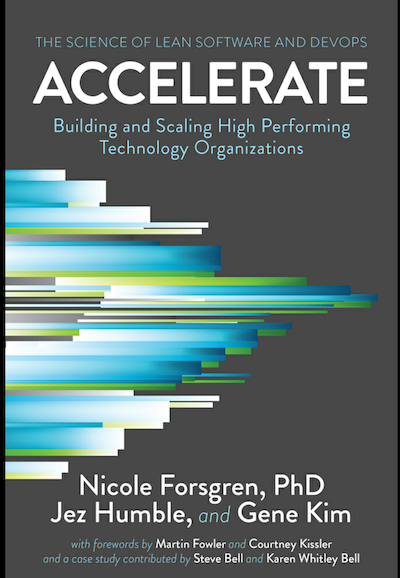 THE SCIENCE OF LEAN SOFTWARE AND DEVOPS
ACCELERATE
Building and Scaling High Performing
Technology Organizations
Nicole Forsgren, PhD
Jez Humble, and Gene Kim
with forewords by Martin Fowler and Courtney Kissler
and a case study contributed by Steve Bell and Karen Whitley Bell